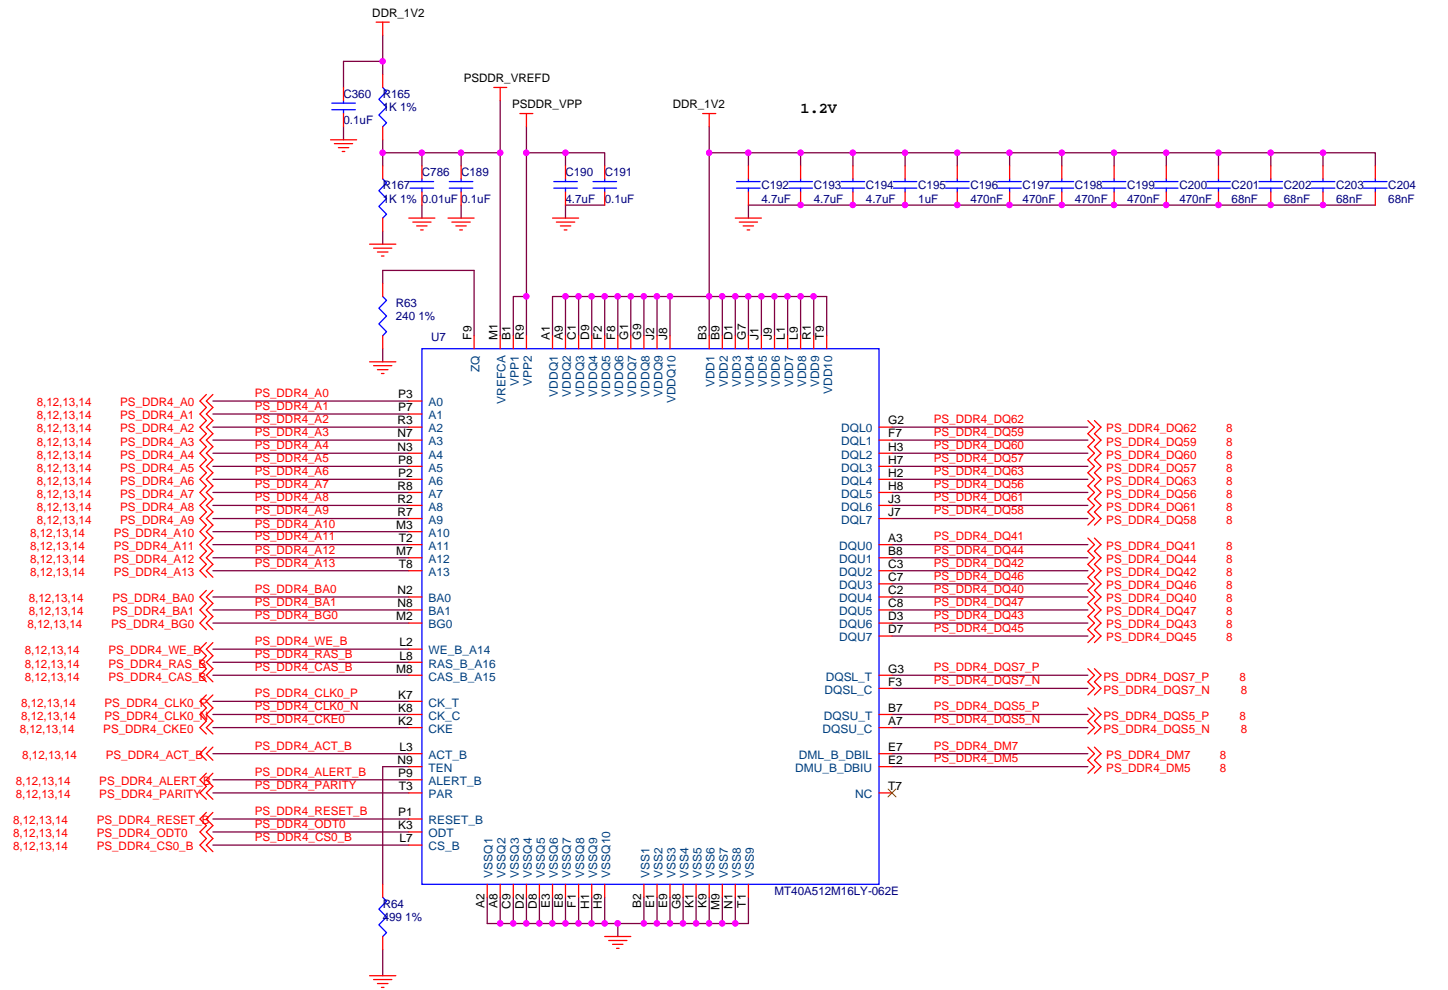 DDR_1V2
PSDDR_VREFD
PSDDR_VPP
DDR_1V2
1.2V
C360
0.1uF
R165
1K 1%
R167
1K 1%
C786
0.01uF
C189
0.1uF
C190
4.7uF
C191
0.1uF
C192 C193 C194 C195 C196 C197 C198 C199 C200 C201 C202 C203 C204
4.7uF 4.7uF 4.7uF 1uF 470nF 470nF 470nF 470nF 470nF 68nF 68nF 68nF 68nF
R63
240 1%
U7
F9 M1 B1 R9 A1 A9 C1 D9 F2 F8 G1 G9 J2 J8 B3 B9 D1 G7 J1 J9 L1 L9 R1 T9
ZQ VREFCA VPP1 VPP2 VDDQ1 VDDQ2 VDDQ3 VDDQ4 VDDQ5 VDDQ6 VDDQ7 VDDQ8 VDDQ9 VDDQ10 VDD1 VDD2 VDD3 VDD4 VDD5 VDD6 VDD7 VDD8 VDD9 VDD10
8,12,13,14 PS_DDR4_A0 PS_DDR4_A0 P3 A0
8,12,13,14 PS_DDR4_A1 PS_DDR4_A1 P7 A1
8,12,13,14 PS_DDR4_A2 PS_DDR4_A2 R3 A2
8,12,13,14 PS_DDR4_A3 PS_DDR4_A3 N7 A3
8,12,13,14 PS_DDR4_A4 PS_DDR4_A4 N3 A4
8,12,13,14 PS_DDR4_A5 PS_DDR4_A5 P8 A5
8,12,13,14 PS_DDR4_A6 PS_DDR4_A6 P2 A6
8,12,13,14 PS_DDR4_A7 PS_DDR4_A7 R8 A7
8,12,13,14 PS_DDR4_A8 PS_DDR4_A8 R2 A8
8,12,13,14 PS_DDR4_A9 PS_DDR4_A9 R7 A9
8,12,13,14 PS_DDR4_A10 PS_DDR4_A10 M3 A10
8,12,13,14 PS_DDR4_A11 PS_DDR4_A11 T2 A11
8,12,13,14 PS_DDR4_A12 PS_DDR4_A12 M7 A12
8,12,13,14 PS_DDR4_A13 PS_DDR4_A13 T8 A13
8,12,13,14 PS_DDR4_BA0 PS_DDR4_BA0 N2 BA0
8,12,13,14 PS_DDR4_BA1 PS_DDR4_BA1 N8 BA1
8,12,13,14 PS_DDR4_BG0 PS_DDR4_BG0 M2 BG0
8,12,13,14 PS_DDR4_WE_B PS_DDR4_WE_B L2 WE_B_A14
8,12,13,14 PS_DDR4_RAS_B PS_DDR4_RAS_B L8 RAS_B_A16
8,12,13,14 PS_DDR4_CAS_B PS_DDR4_CAS_B M8 CAS_B_A15
8,12,13,14 PS_DDR4_CLK0_P PS_DDR4_CLK0_P K7 CK_T
8,12,13,14 PS_DDR4_CLK0_N PS_DDR4_CLK0_N K8 CK_C
8,12,13,14 PS_DDR4_CKE0 PS_DDR4_CKE0 K2 CKE
8,12,13,14 PS_DDR4_ACT_B PS_DDR4_ACT_B L3 ACT_B
N9 TEN
8,12,13,14 PS_DDR4_ALERT_B PS_DDR4_ALERT_B P9 ALERT_B
8,12,13,14 PS_DDR4_PARITY PS_DDR4_PARITY T3 PAR
8,12,13,14 PS_DDR4_RESET_B PS_DDR4_RESET_B P1 RESET_B
8,12,13,14 PS_DDR4_ODT0 PS_DDR4_ODT0 K3 ODT
8,12,13,14 PS_DDR4_CS0_B PS_DDR4_CS0_B L7 CS_B
DQL0 G2 PS_DDR4_DQ62 PS_DDR4_DQ62 8
DQL1 F7 PS_DDR4_DQ59 PS_DDR4_DQ59 8
DQL2 H3 PS_DDR4_DQ60 PS_DDR4_DQ60 8
DQL3 H7 PS_DDR4_DQ57 PS_DDR4_DQ57 8
DQL4 H2 PS_DDR4_DQ63 PS_DDR4_DQ63 8
DQL5 H8 PS_DDR4_DQ56 PS_DDR4_DQ56 8
DQL6 J3 PS_DDR4_DQ61 PS_DDR4_DQ61 8
DQL7 J7 PS_DDR4_DQ58 PS_DDR4_DQ58 8
DQU0 A3 PS_DDR4_DQ41 PS_DDR4_DQ41 8
DQU1 B8 PS_DDR4_DQ44 PS_DDR4_DQ44 8
DQU2 C3 PS_DDR4_DQ42 PS_DDR4_DQ42 8
DQU3 C7 PS_DDR4_DQ46 PS_DDR4_DQ46 8
DQU4 C2 PS_DDR4_DQ40 PS_DDR4_DQ40 8
DQU5 C8 PS_DDR4_DQ47 PS_DDR4_DQ47 8
DQU6 D3 PS_DDR4_DQ43 PS_DDR4_DQ43 8
DQU7 D7 PS_DDR4_DQ45 PS_DDR4_DQ45 8
DQSL_T G3 PS_DDR4_DQS7_P PS_DDR4_DQS7_P 8
DQSL_C F3 PS_DDR4_DQS7_N PS_DDR4_DQS7_N 8
DQSU_T B7 PS_DDR4_DQS5_P PS_DDR4_DQS5_P 8
DQSU_C A7 PS_DDR4_DQS5_N PS_DDR4_DQS5_N 8
DML_B_DBIL E7 PS_DDR4_DM7 PS_DDR4_DM7 8
DMU_B_DBIU E2 PS_DDR4_DM5 PS_DDR4_DM5 8
NC T7
VSSQ1 VSSQ2 VSSQ3 VSSQ4 VSSQ5 VSSQ6 VSSQ7 VSSQ8 VSSQ9 VSSQ10 VSS1 VSS2 VSS3 VSS4 VSS5 VSS6 VSS7 VSS8 VSS9
A2 A8 C9 D2 D8 E3 E8 F1 H1 H9 B2 E1 E9 G8 K1 K9 M9 N1 T1
MT40A512M16LY-062E
R64
499 1%